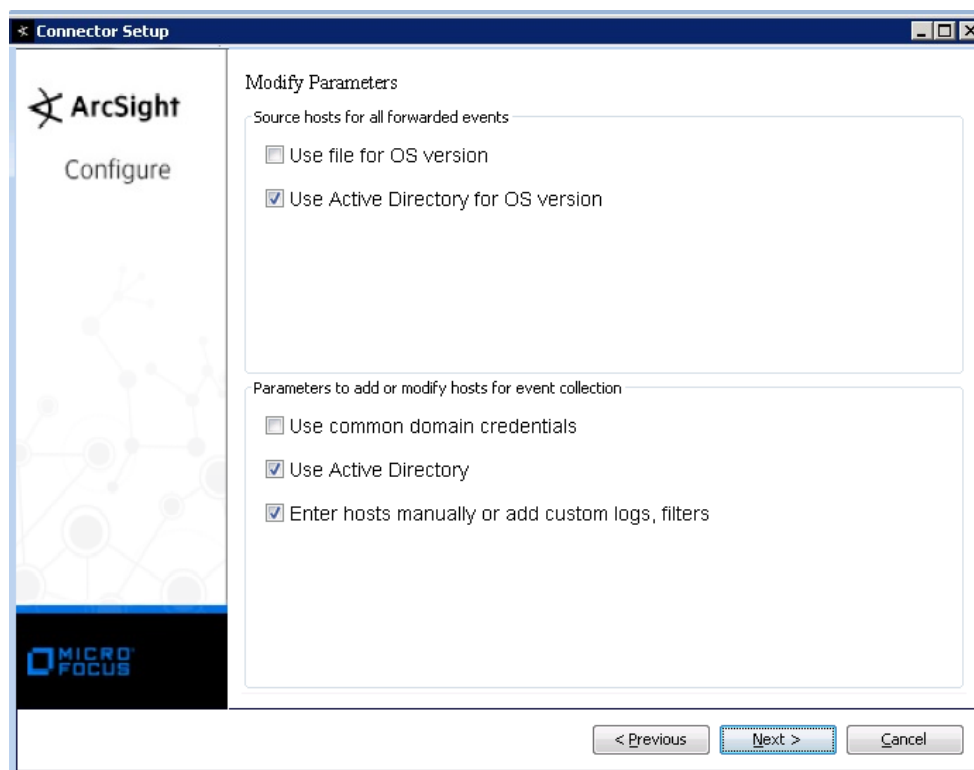 Connector Setup
ArcSight
Configure
Modify Parameters
Source hosts for all forwarded events
Use file for OS version
Use Active Directory for OS version
Parameters to add or modify hosts for event collection
Use common domain credentials
Use Active Directory
Enter hosts manually or add custom logs, filters
MICRO
FOCUS
< Previous
Next >
Cancel